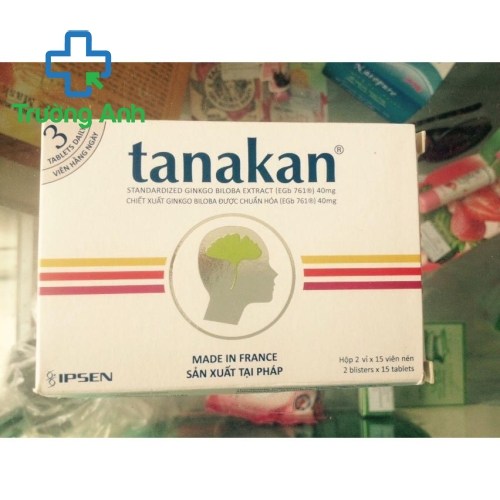 Trường Anh
3
TABLETS DAILY
VIÊN HÀNG NGÀY
tanakan®
STANDARDIZED GINKGO BILOBA EXTRACT (EGb 761®) 40mg
CHIẾT XUẤT GINKGO BILOBA ĐƯỢC CHUẨN HÓA (EGb 761®) 40mg
MADE IN FRANCE
SẢN XUẤT TẠI PHÁP
Hộp 2 vỉ x 15 viên nén
2 blisters x 15 tablets
IPSEN